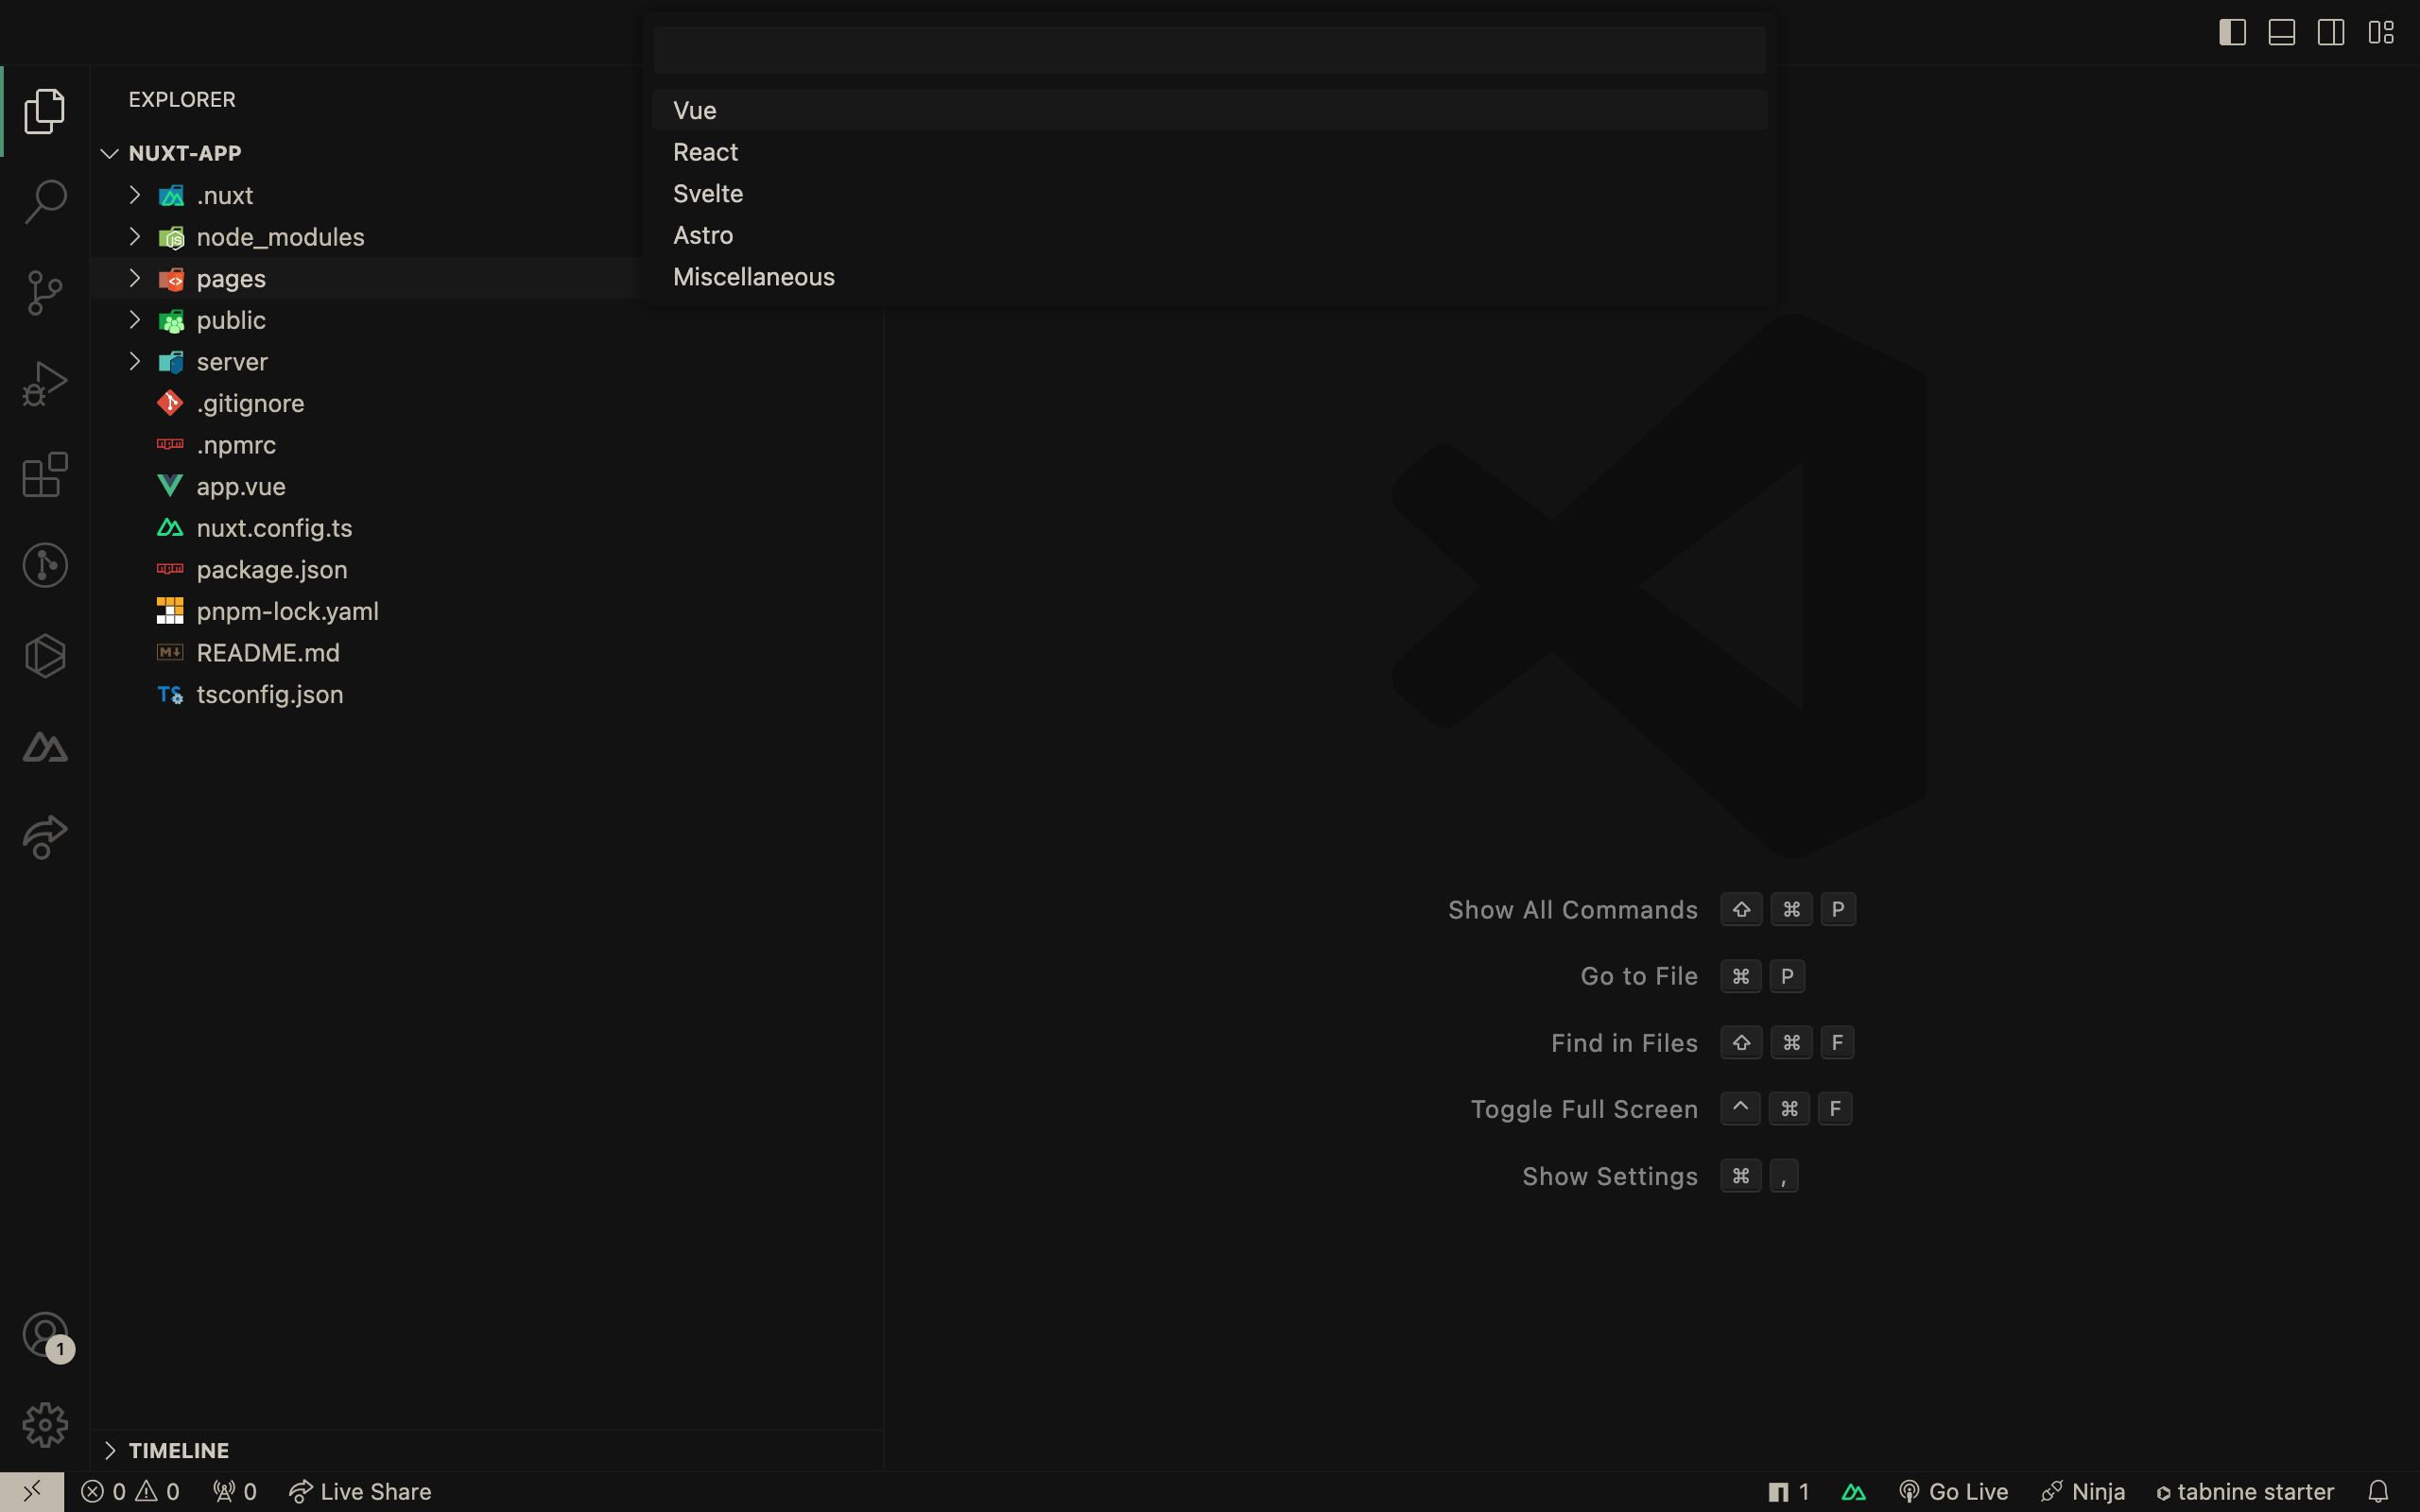 EXPLORER
NUXT-APP
.nuxt
node_modules
pages
public
server
.gitignore
.npmrc
app.vue
nuxt.config.ts
package.json
pnpm-lock.yaml
README.md
tsconfig.json
TIMELINE
Vue
React
Svelte
Astro
Miscellaneous
Show All Commands ⇧ ⌘ P
Go to File ⌘ P
Find in Files ⇧ ⌘ F
Toggle Full Screen ^ ⌘ F
Show Settings ⌘ ,
1
0 0 0 Live Share 1 Go Live Ninja tabnine starter